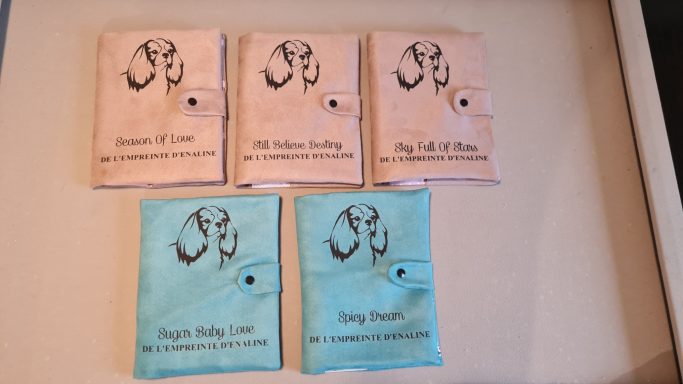 Season Of Love
DE L'EMPREINTE D'ENALINE
Still Believe Destiny
DE L'EMPREINTE D'ENALINE
Sky Full Of Stars
DE L'EMPREINTE D'ENALINE
Sugar Baby Love
DE L'EMPREINTE D'ENALINE
Spicy Dream
DE L'EMPREINTE D'ENALINE